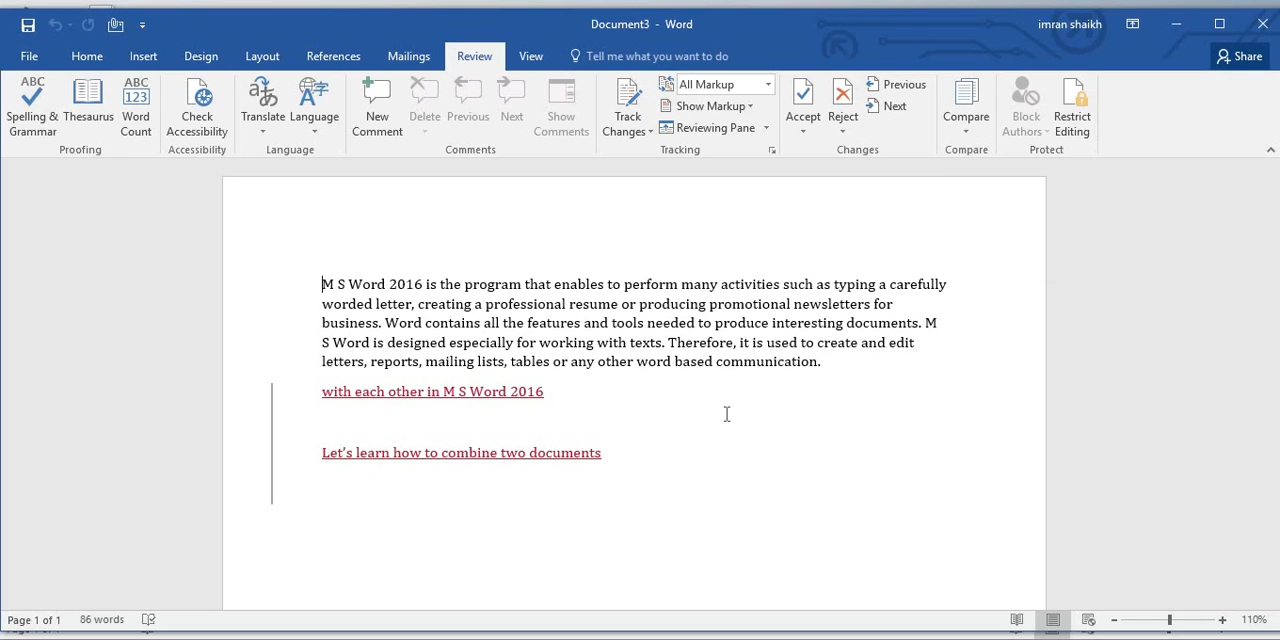 Document3 - Word
imran shaikh
File Home Insert Design Layout References Mailings Review View Tell me what you want to do
Share
ABC Spelling & Grammar
Thesaurus
ABC 123 Word Count
Proofing
Check Accessibility
Accessibility
Translate
Language
Language
New Comment
Delete
Previous
Next
Show Comments
Comments
Track Changes
All Markup
Show Markup
Reviewing Pane
Tracking
Accept
Reject
Previous
Next
Changes
Compare
Compare
Block Authors
Restrict Editing
Protect
M S Word 2016 is the program that enables to perform many activities such as typing a carefully
worded letter, creating a professional resume or producing promotional newsletters for
business. Word contains all the features and tools needed to produce interesting documents. M
S Word is designed especially for working with texts. Therefore, it is used to create and edit
letters, reports, mailing lists, tables or any other word based communication.
with each other in M S Word 2016
Let's learn how to combine two documents
Page 1 of 1 86 words
110%